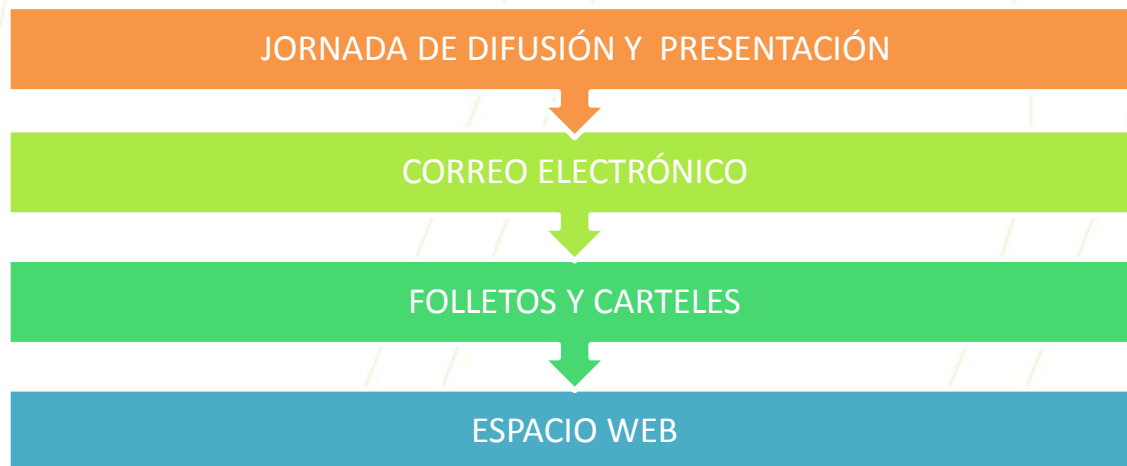 JORNADA DE DIFUSIÓN Y PRESENTACIÓN
CORREO ELECTRÓNICO
FOLLETOS Y CARTELES
ESPACIO WEB